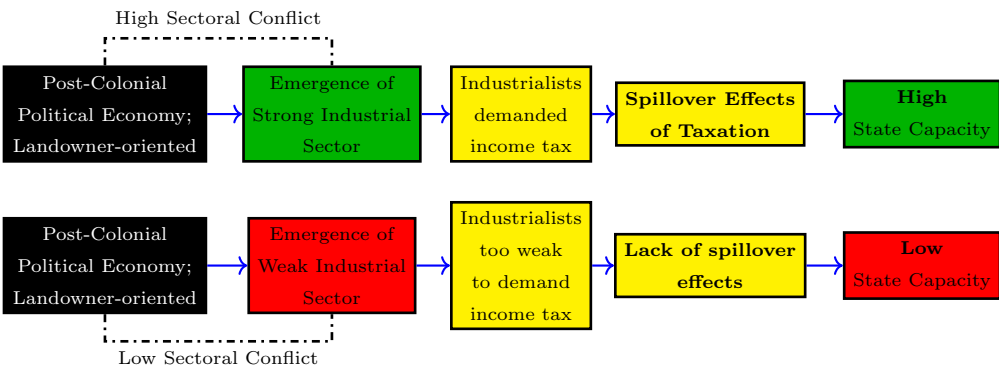 High Sectoral Conflict
Post-Colonial
Political Economy;
Landowner-oriented
Emergence of
Strong Industrial
Sector
Industrialists
demanded
income tax
Spillover Effects
of Taxation
High
State Capacity
Post-Colonial
Political Economy;
Landowner-oriented
Emergence of
Weak Industrial
Sector
Industrialists
too weak
to demand
income tax
Lack of spillover
effects
Low
State Capacity
Low Sectoral Conflict